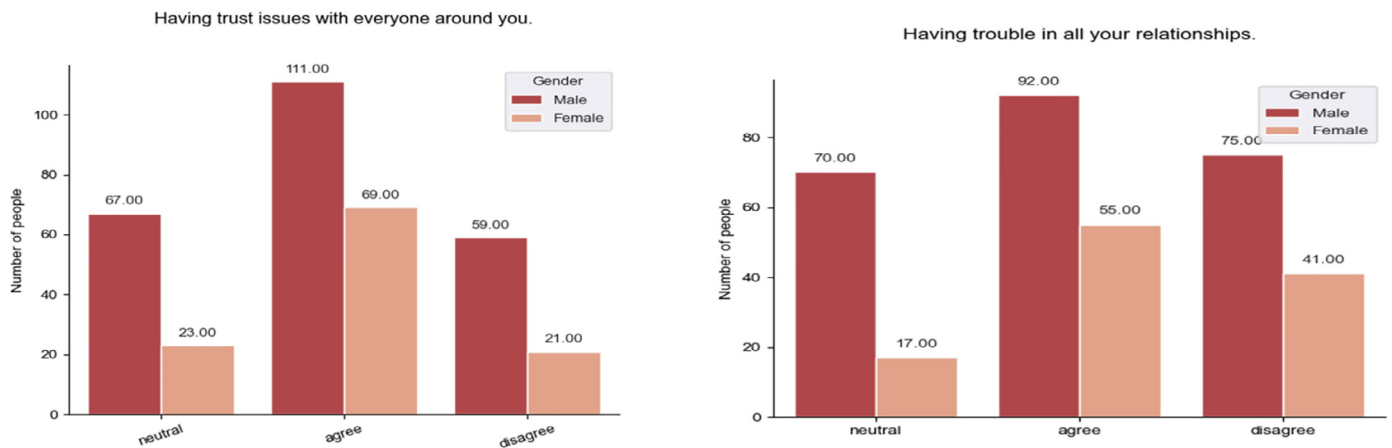 Having trust issues with everyone around you.
Number of people
100
80
60
40
20
0
67.00
23.00
111.00
69.00
59.00
21.00
Gender
Male
Female
neutral
agree
disagree
Having trouble in all your relationships.
Number of people
80
60
40
20
0
70.00
17.00
92.00
55.00
75.00
41.00
Gender
Male
Female
neutral
agree
disagree